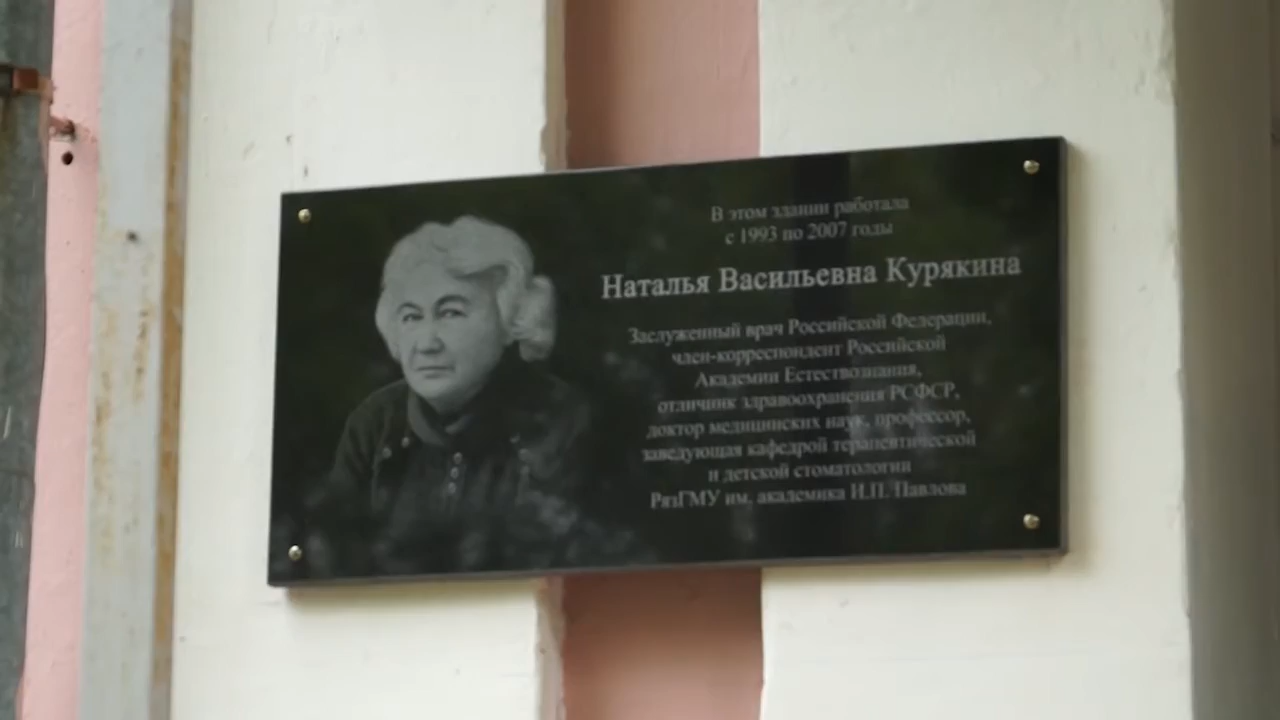 В этом здании работала
с 1993 по 2007 годы
Наталья Васильевна Курякина
Заслуженный врач Российской Федерации,
член-корреспондент Российской
Академии Естествознания,
отличник здравоохранения РСФСР,
доктор медицинских наук, профессор,
заведующая кафедрой терапевтической
и детской стоматологии
РязГМУ им. академика И.П. Павлова